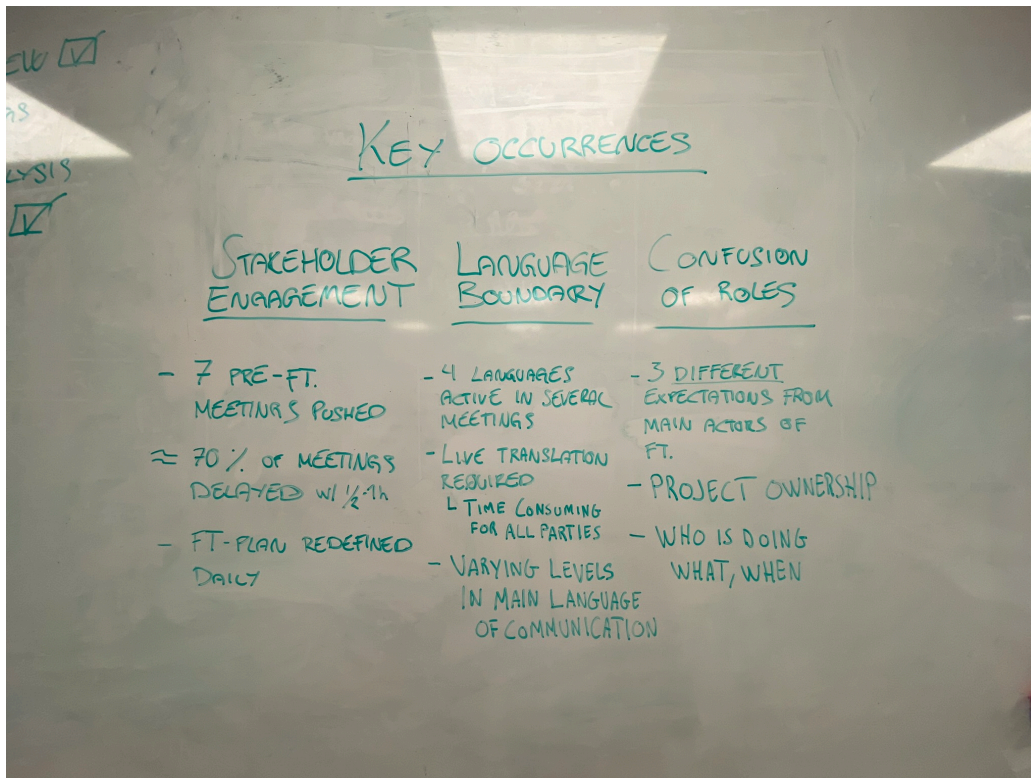 KEY OCCURRENCES
STAKEHOLDER
ENGAGEMENT
- 7 PRE-FT.
MEETINGS PUSHED
≈ 70% OF MEETINGS
DELAYED W/ ½-1h
- FT-PLAN REDEFINED
DAILY
LANGUAGE
BOUNDARY
- 4 LANGUAGES
ACTIVE IN SEVERAL
MEETINGS
- LIVE TRANSLATION
REQUIRED
└ TIME CONSUMING
FOR ALL PARTIES
- VARYING LEVELS
IN MAIN LANGUAGE
OF COMMUNICATION
CONFUSION
OF ROLES
- 3 DIFFERENT
EXPECTATIONS FROM
MAIN ACTORS OF
FT.
- PROJECT OWNERSHIP
- WHO IS DOING
WHAT, WHEN
LYSIS